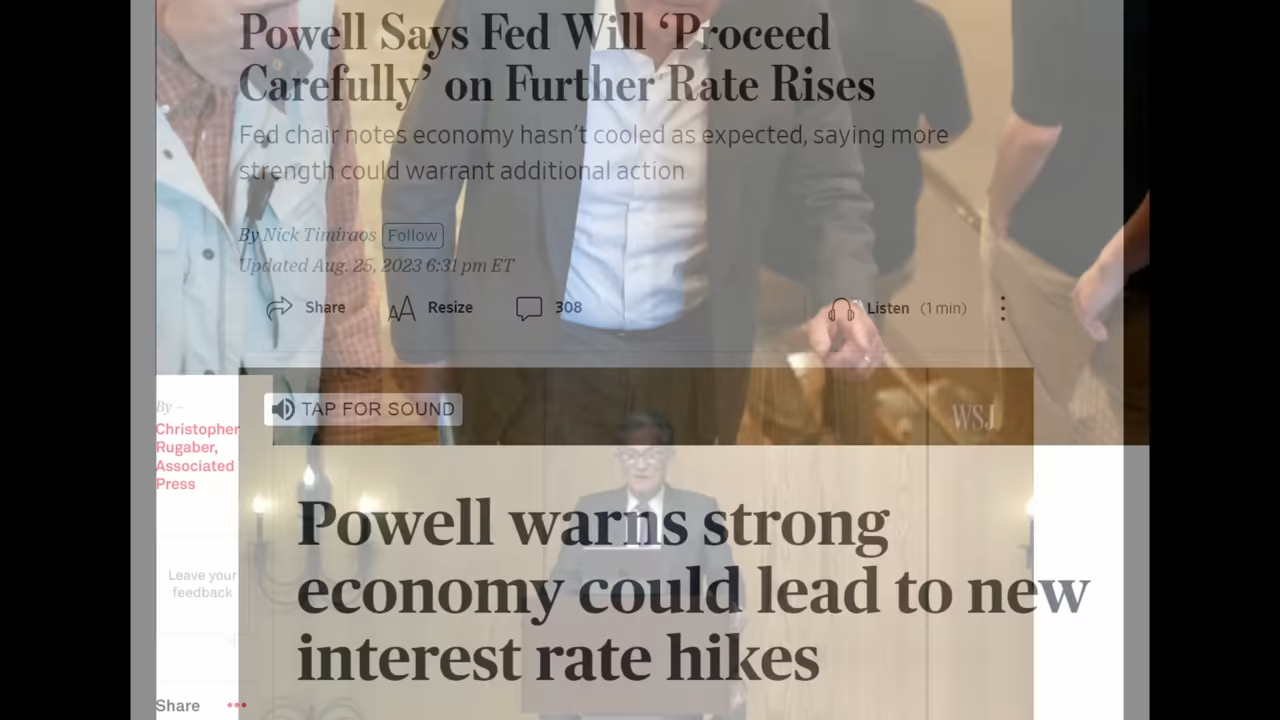 Powell Says Fed Will ‘Proceed
Carefully’ on Further Rate Rises
Fed chair notes economy hasn’t cooled as expected, saying more
strength could warrant additional action
By Nick Timiraos Follow
Updated Aug. 25, 2023 6:31 pm ET
Share Resize 308 Listen (1 min)
TAP FOR SOUND
WSJ
By –
Christopher
Rugaber,
Associated
Press
Powell warns strong
economy could lead to new
interest rate hikes
Leave your
feedback
Share